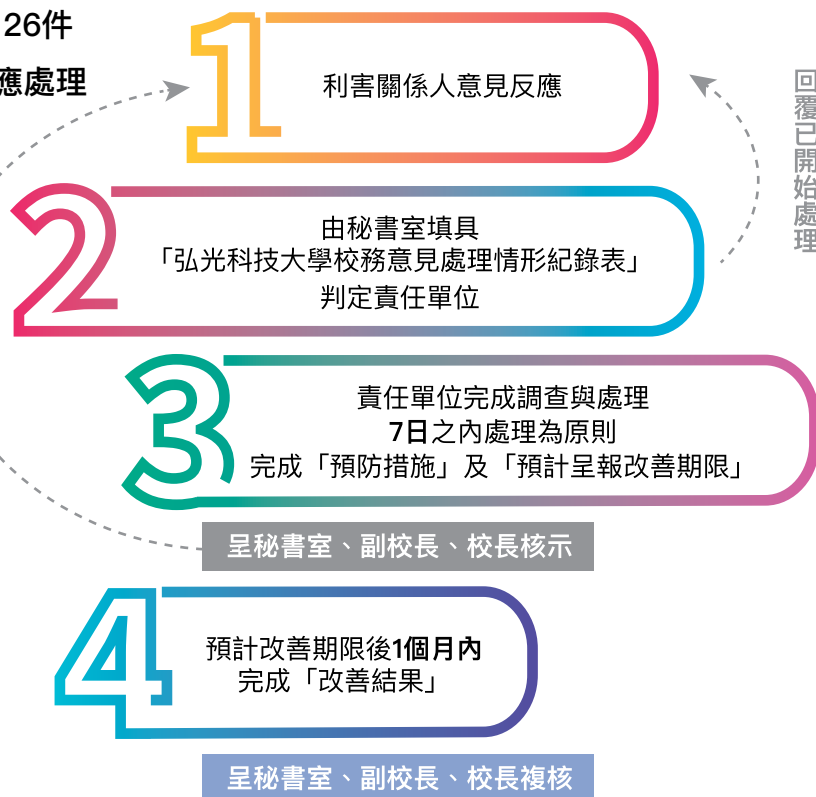 26件
應處理
1
利害關係人意見反應
回覆已開始處理
2
由秘書室填具
「弘光科技大學校務意見處理情形紀錄表」
判定責任單位
3
責任單位完成調查與處理
7日之內處理為原則
完成「預防措施」及「預計呈報改善期限」
呈秘書室、副校長、校長核示
4
預計改善期限後1個月內
完成「改善結果」
呈秘書室、副校長、校長複核